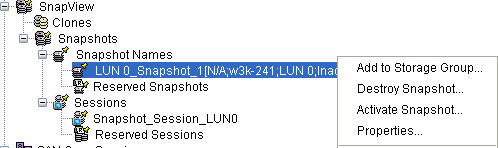 SnapView
Clones
Snapshots
Snapshot Names
LUN 0_Snapshot_1[N/A;w3k-241;LUN 0;Inac
Reserved Snapshots
Sessions
Snapshot_Session_LUN0
Reserved Sessions
Add to Storage Group...
Destroy Snapshot...
Activate Snapshot...
Properties...